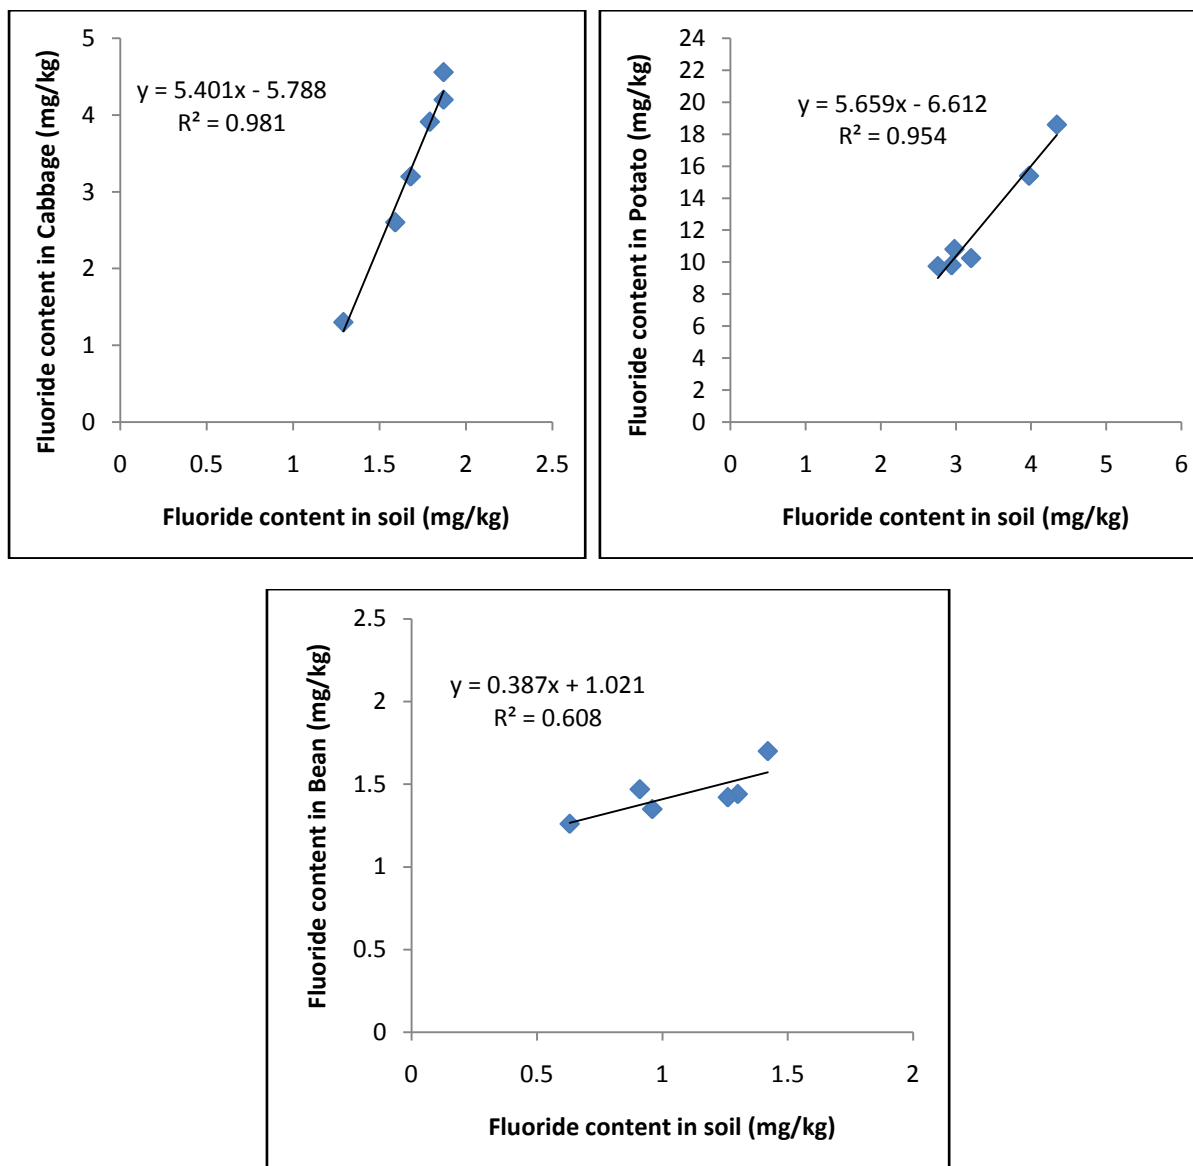 Fluoride content in Cabbage (mg/kg)
5
4
3
2
1
0
y = 5.401x - 5.788
R² = 0.981
0 0.5 1 1.5 2 2.5
Fluoride content in soil (mg/kg)
Fluoride content in Potato (mg/kg)
24
22
20
18
16
14
12
10
8
6
4
2
0
y = 5.659x - 6.612
R² = 0.954
0 1 2 3 4 5 6
Fluoride content in soil (mg/kg)
Fluoride content in Bean (mg/kg)
2.5
2
1.5
1
0.5
0
y = 0.387x + 1.021
R² = 0.608
0 0.5 1 1.5 2
Fluoride content in soil (mg/kg)